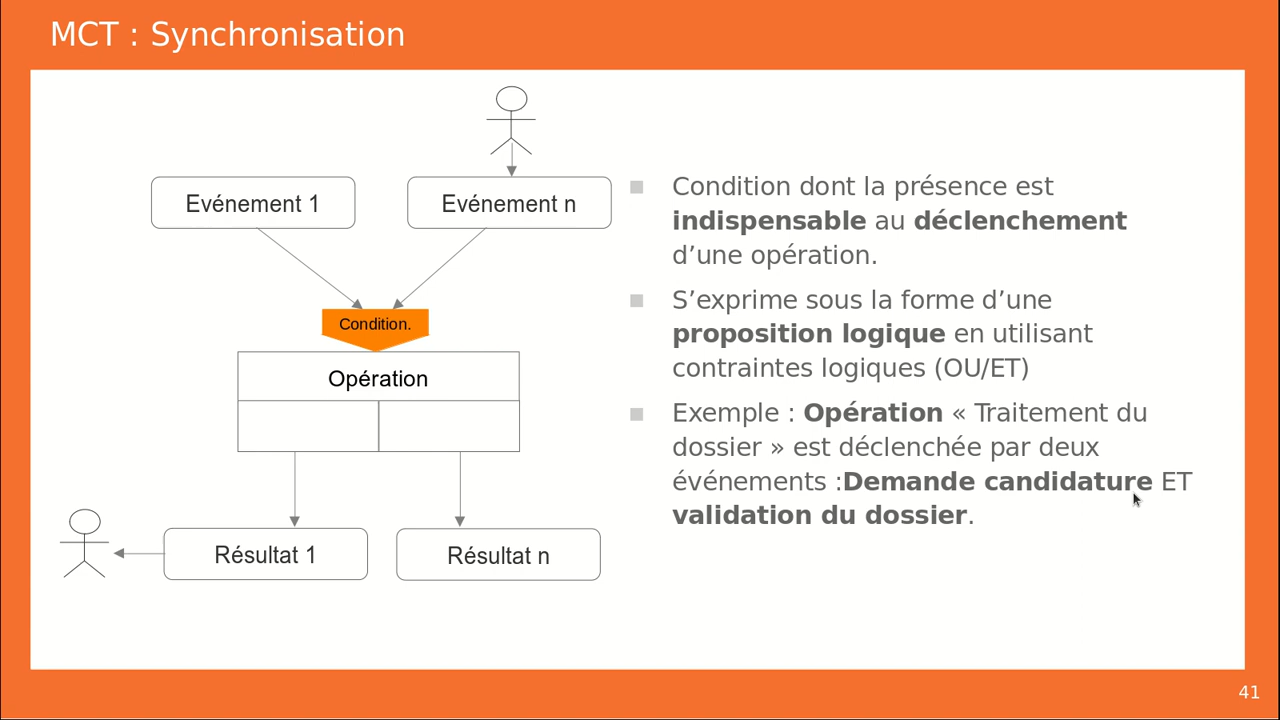 MCT : Synchronisation
Evénement 1
Evénement n
Condition.
Opération
Résultat 1
Résultat n
Condition dont la présence est
indispensable au déclenchement
d’une opération.
S’exprime sous la forme d’une
proposition logique en utilisant
contraintes logiques (OU/ET)
Exemple : Opération « Traitement du
dossier » est déclenchée par deux
événements :Demande candidature ET
validation du dossier.
41